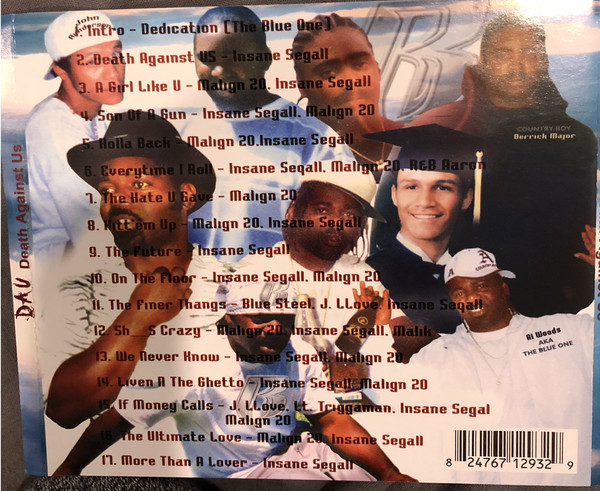 John
1. Intro - Dedication [The Blue One]
2. Death Against US - Insane Segall
3. A Girl Like U - Malign 20. Insane Segall
4. Son Of A Gun - Insane Segall. Malign 20
COUNTRY BOY
Derrick Major
5. Holla Back - Malign 20.Insane Segall
6. Everytime I Roll - Insane Segall. Malign 20. R&B Aaron
7. The Hate U Gave - Malign 20
8. Hitt'em Up - Malign 20. Insane Segall
9. The Future - Insane Segall
10. On The Floor - Insane Segall. Malign 20
11. The Finer Thangs - Blue Steel. J. LLove. Insane Segall
12. Sh__S Crazy - Malign 20. Insane Segall. Malik
13. We Never Know - Insane Segall. Malign 20
14. Liven N The Ghetto - Insane Segall. Malign 20
15. If Money Calls - J. LLove. Lt. Triggaman. Insane Segal
Malign 20
16. The Ultimate Love - Malign 20. Insane Segall
17. More Than A Lover - Insane Segall
Al Woods
AKA
THE BLUE ONE
DAU Death Against Us
8 24767 12932 9